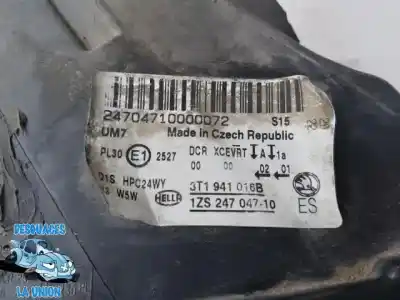 24704710000072 S15
UM7 Made in Czech Republic
PL30 E1 2527 DCR XCEVRT A 1a
00 00 02 01
D1S HPC24WY 3T1 941 016B
W5W HELLA 1ZS 247 047-10 ES
DESGUACES
LA UNION